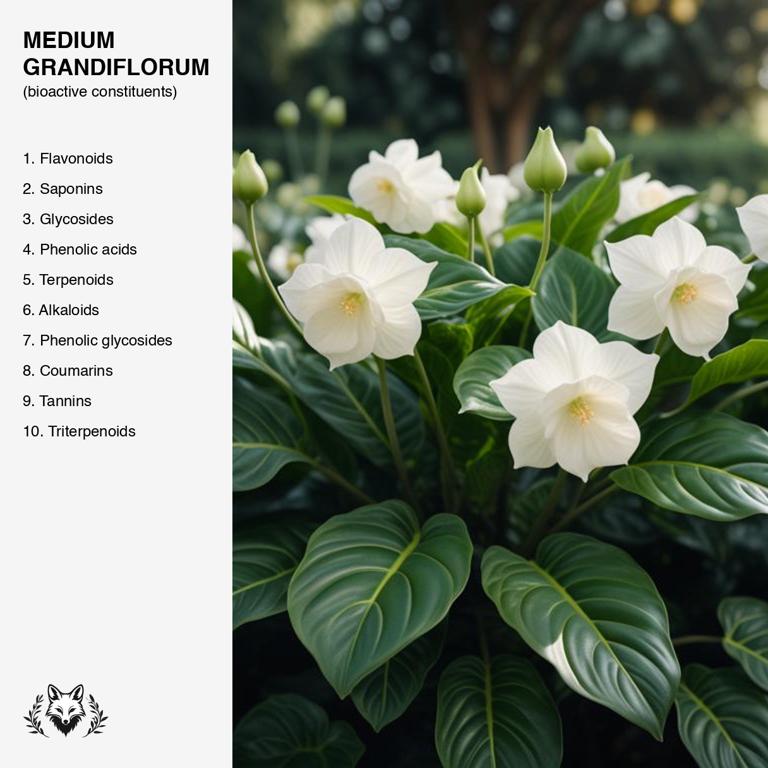 MEDIUM
GRANDIFLORUM
(bioactive constituents)
1. Flavonoids
2. Saponins
3. Glycosides
4. Phenolic acids
5. Terpenoids
6. Alkaloids
7. Phenolic glycosides
8. Coumarins
9. Tannins
10. Triterpenoids